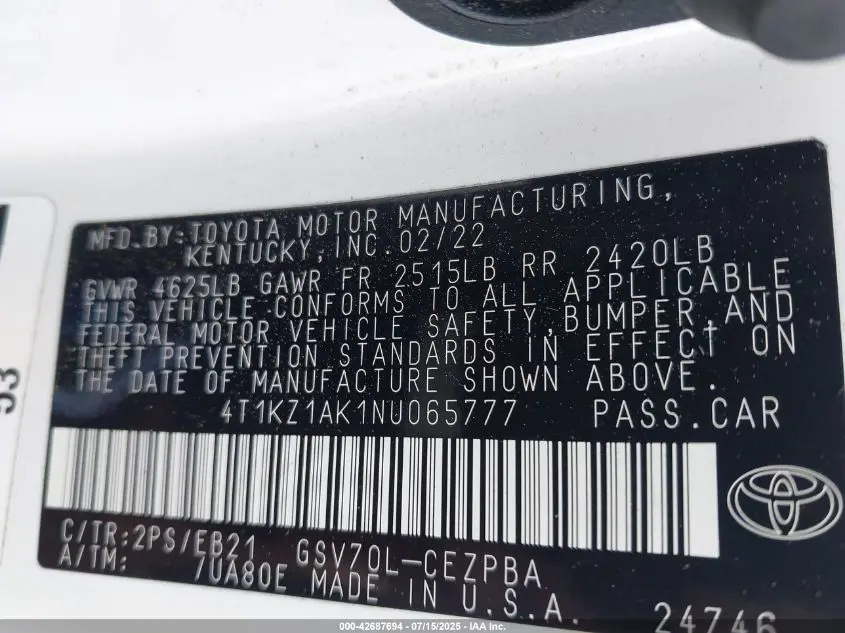 MFD.BY:TOYOTA MOTOR MANUFACTURING,
KENTUCKY,INC.02/22
GVWR 4625LB GAWR FR 2515LB RR 2420LB
THIS VEHICLE CONFORMS TO ALL APPLICABLE
FEDERAL MOTOR VEHICLE SAFETY,BUMPER,AND
THEFT PREVENTION STANDARDS IN EFFECT ON
THE DATE OF MANUFACTURE SHOWN ABOVE.
4T1KZ1AK1NU065777 PASS.CAR
C/TR:2PS/EB21 GSV70L-CEZPBA
A/TM: /UA80E MADE IN U.S.A.
24746
53
000-42687694 - 07/15/2025 - IAA Inc.